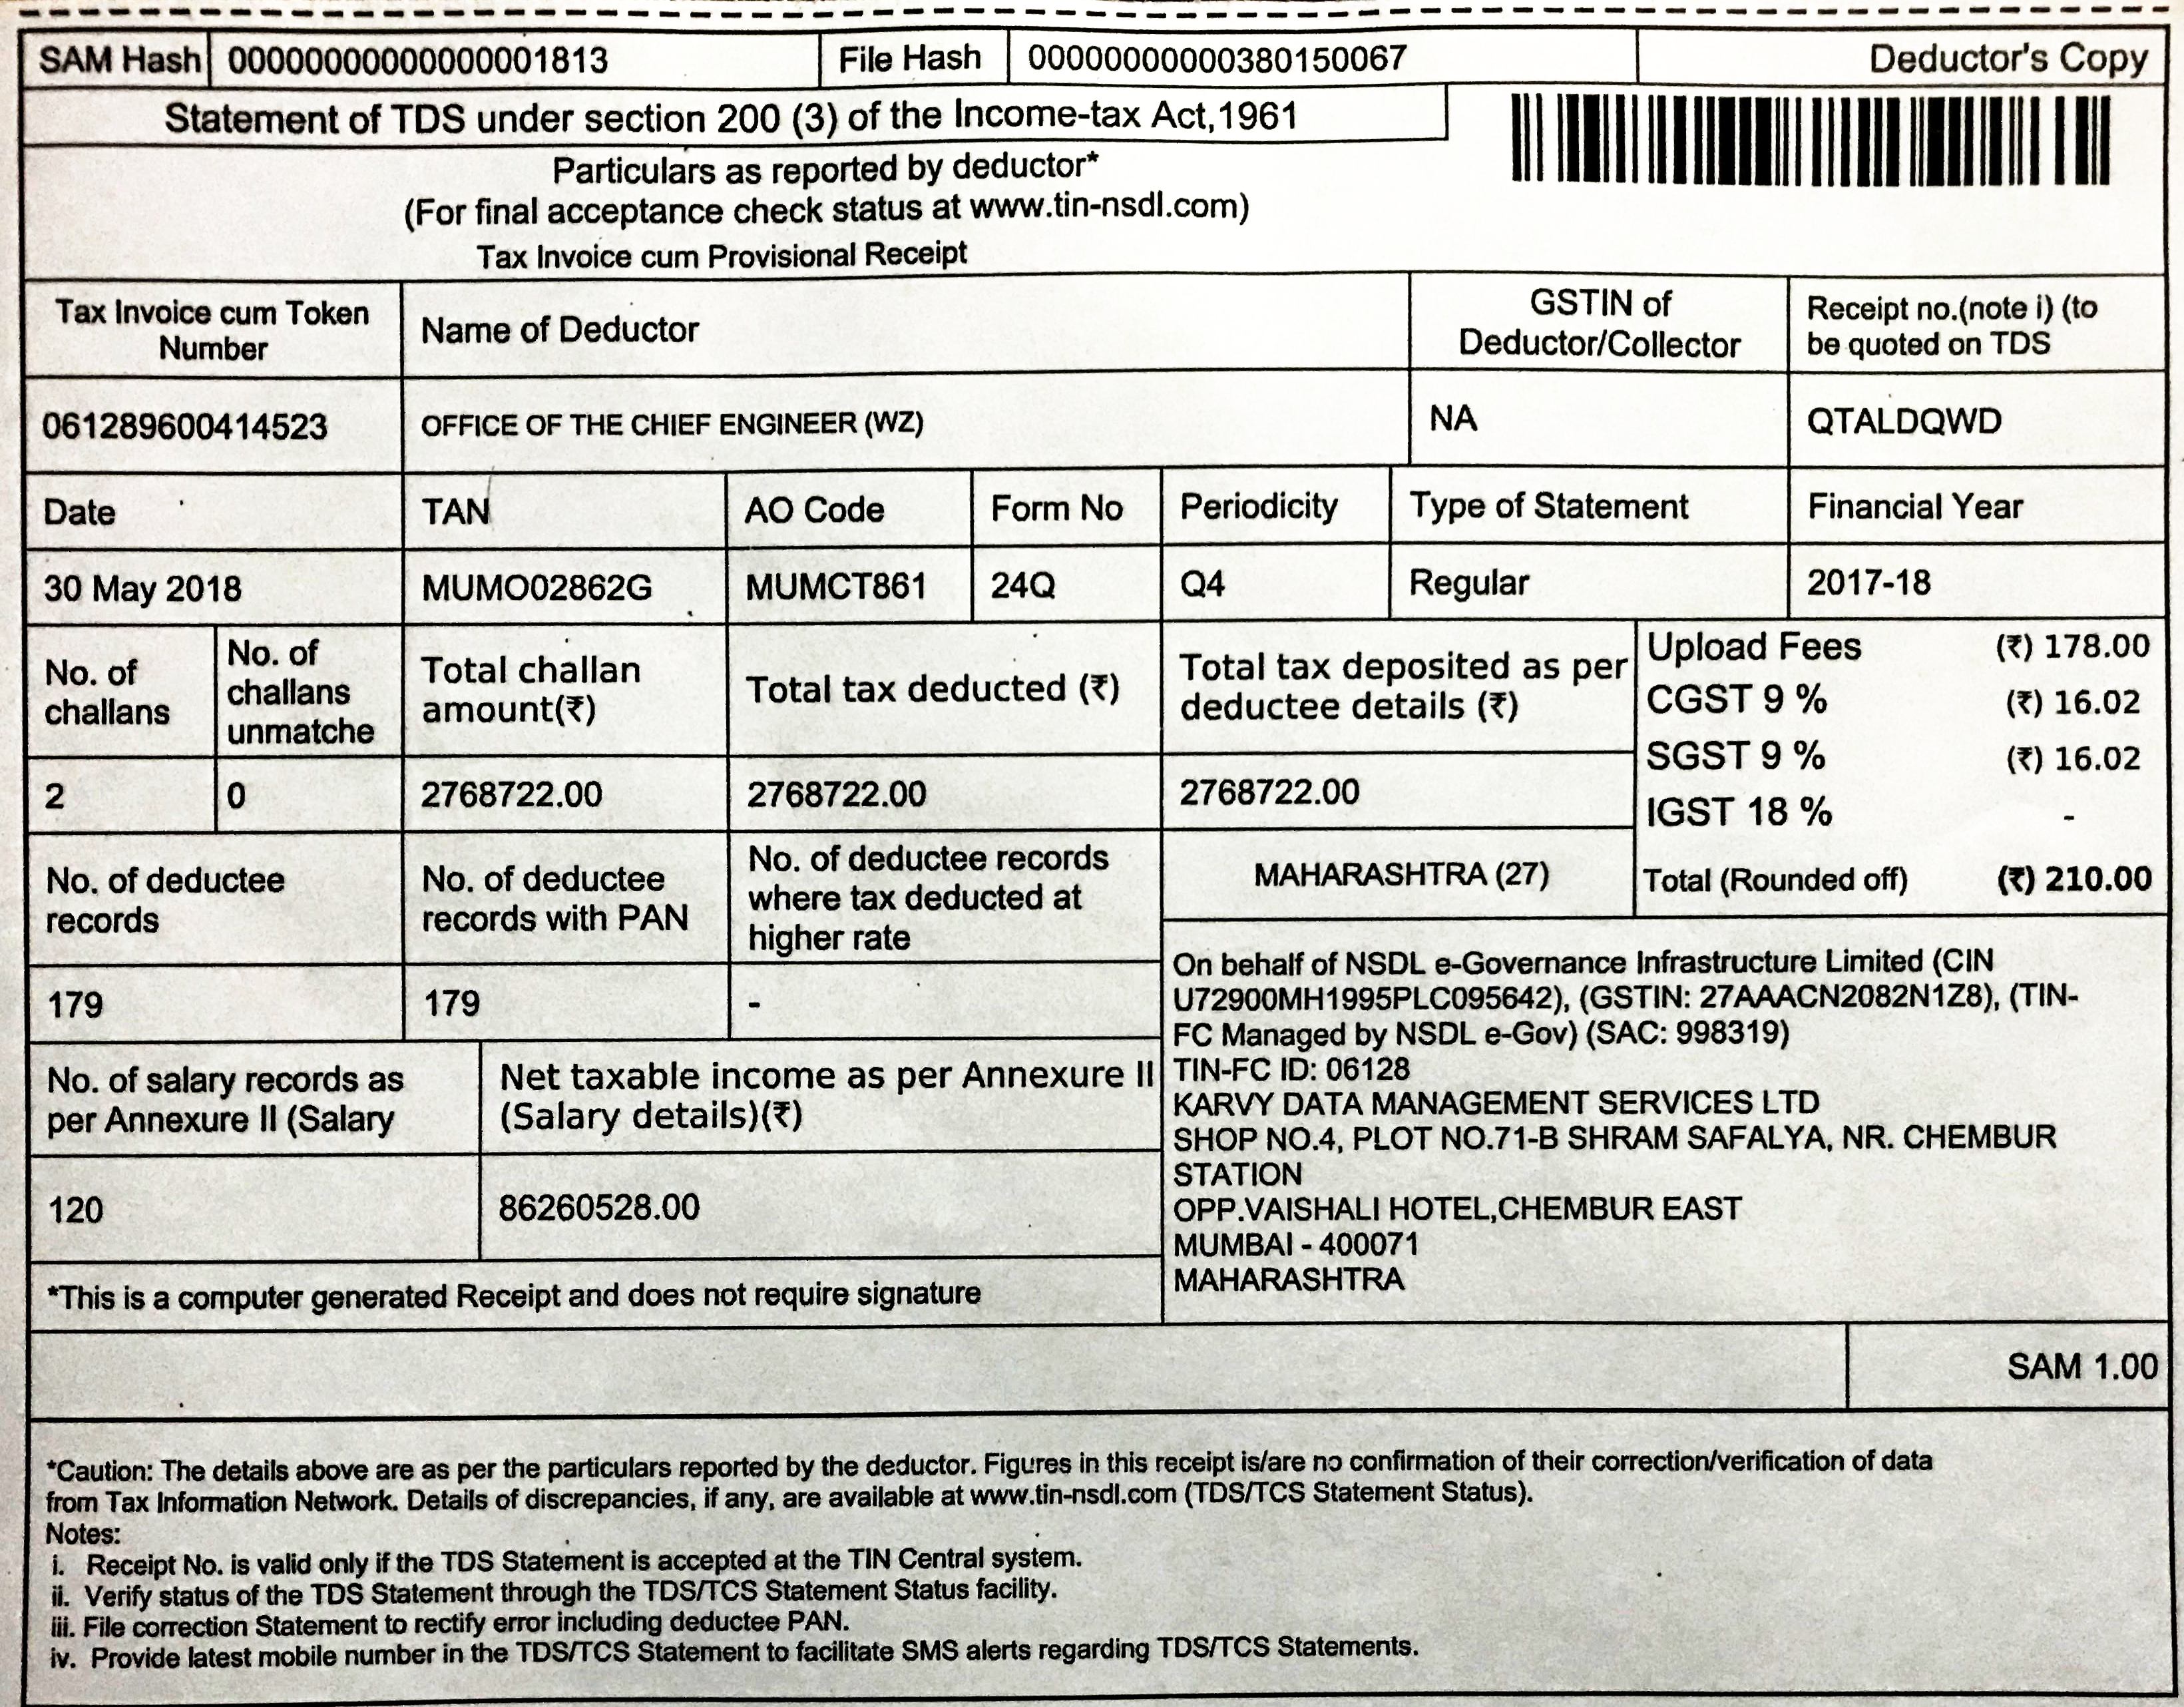 SAM Hash 00000000000000001813 File Hash 00000000000380150067 Deductor's Copy
Statement of TDS under section 200 (3) of the Income-tax Act,1961
Particulars as reported by deductor*
(For final acceptance check status at www.tin-nsdl.com)
Tax Invoice cum Provisional Receipt
Tax Invoice cum Token
Number
Name of Deductor
GSTIN of
Deductor/Collector
Receipt no.(note i) (to
be quoted on TDS
061289600414523 OFFICE OF THE CHIEF ENGINEER (WZ) NA QTALDQWD
Date TAN AO Code Form No Periodicity Type of Statement Financial Year
30 May 2018 MUMO02862G MUMCT861 24Q Q4 Regular 2017-18
No. of
challans
No. of
challans
unmatche
Total challan
amount(₹)
Total tax deducted (₹)
Total tax deposited as per
deductee details (₹)
Upload Fees (₹) 178.00
CGST 9 % (₹) 16.02
SGST 9 % (₹) 16.02
IGST 18 % -
Total (Rounded off) (₹) 210.00
2 0 2768722.00 2768722.00 2768722.00
No. of deductee
records
No. of deductee
records with PAN
No. of deductee records
where tax deducted at
higher rate
MAHARASHTRA (27)
179 179 -
On behalf of NSDL e-Governance Infrastructure Limited (CIN
U72900MH1995PLC095642), (GSTIN: 27AAACN2082N1Z8), (TIN-
FC Managed by NSDL e-Gov) (SAC: 998319)
TIN-FC ID: 06128
KARVY DATA MANAGEMENT SERVICES LTD
SHOP NO.4, PLOT NO.71-B SHRAM SAFALYA, NR. CHEMBUR
STATION
OPP.VAISHALI HOTEL,CHEMBUR EAST
MUMBAI - 400071
MAHARASHTRA
No. of salary records as
per Annexure II (Salary
Net taxable income as per Annexure II
(Salary details)(₹)
120 86260528.00
*This is a computer generated Receipt and does not require signature
SAM 1.00
*Caution: The details above are as per the particulars reported by the deductor. Figures in this receipt is/are no confirmation of their correction/verification of data
from Tax Information Network. Details of discrepancies, if any, are available at www.tin-nsdl.com (TDS/TCS Statement Status).
Notes:
i. Receipt No. is valid only if the TDS Statement is accepted at the TIN Central system.
ii. Verify status of the TDS Statement through the TDS/TCS Statement Status facility.
iii. File correction Statement to rectify error including deductee PAN.
iv. Provide latest mobile number in the TDS/TCS Statement to facilitate SMS alerts regarding TDS/TCS Statements.